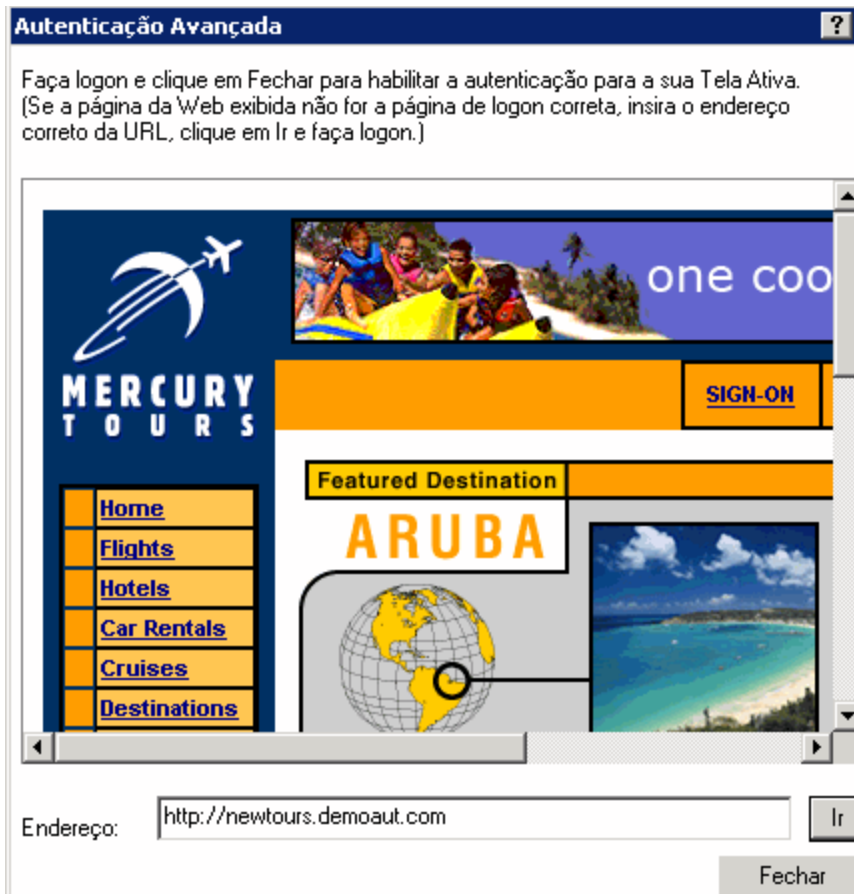 Autenticação Avançada
?
Faça logon e clique em Fechar para habilitar a autenticação para a sua Tela Ativa.
(Se a página da Web exibida não for a página de logon correta, insira o endereço
correto da URL, clique em Ir e faça logon.)
one coo
MERCURY
TOURS
SIGN-ON
Featured Destination
ARUBA
Home
Flights
Hotels
Car Rentals
Cruises
Destinations
Endereço:
http://newtours.demoaut.com
Ir
Fechar